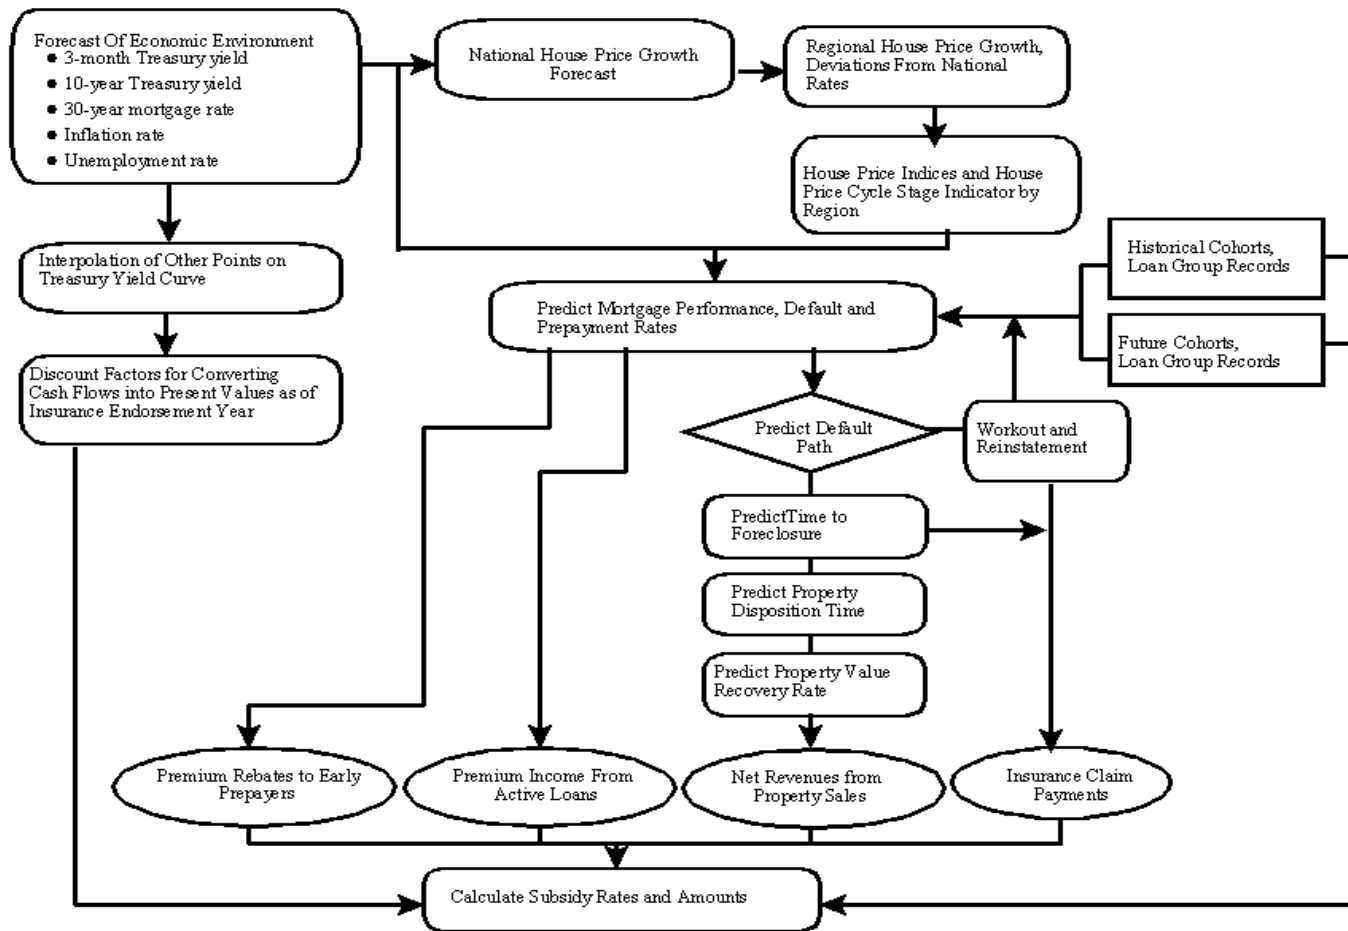 Forecast Of Economic Environment
● 3-month Treasury yield
● 10-year Treasury yield
● 30-year mortgage rate
● Inflation rate
● Unemployment rate
National House Price Growth
Forecast
Regional House Price Growth,
Deviations From National
Rates
House Price Indices and House
Price Cycle Stage Indicator by
Region
Interpolation of Other Points on
Treasury Yield Curve
Historical Cohorts,
Loan Group Records
Predict Mortgage Performance, Default and
Prepayment Rates
Future Cohorts,
Loan Group Records
Discount Factors for Converting
Cash Flows into Present Values as of
Insurance Endorsement Year
Predict Default
Path
Workout and
Reinstatement
PredictTime to
Foreclosure
Predict Property
Disposition Time
Predict Property Value
Recovery Rate
Premium Rebates to Early
Prepayers
Premium Income From
Active Loans
Net Revenues from
Property Sales
Insurance Claim
Payments
Calculate Subsidy Rates and Amounts